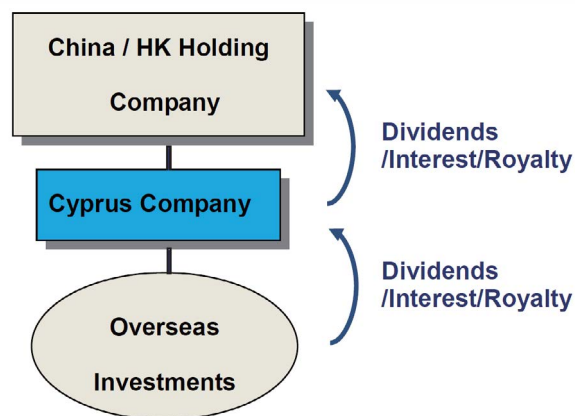 China / HK Holding
Company
Dividends
/Interest/Royalty
Cyprus Company
Dividends
/Interest/Royalty
Overseas
Investments